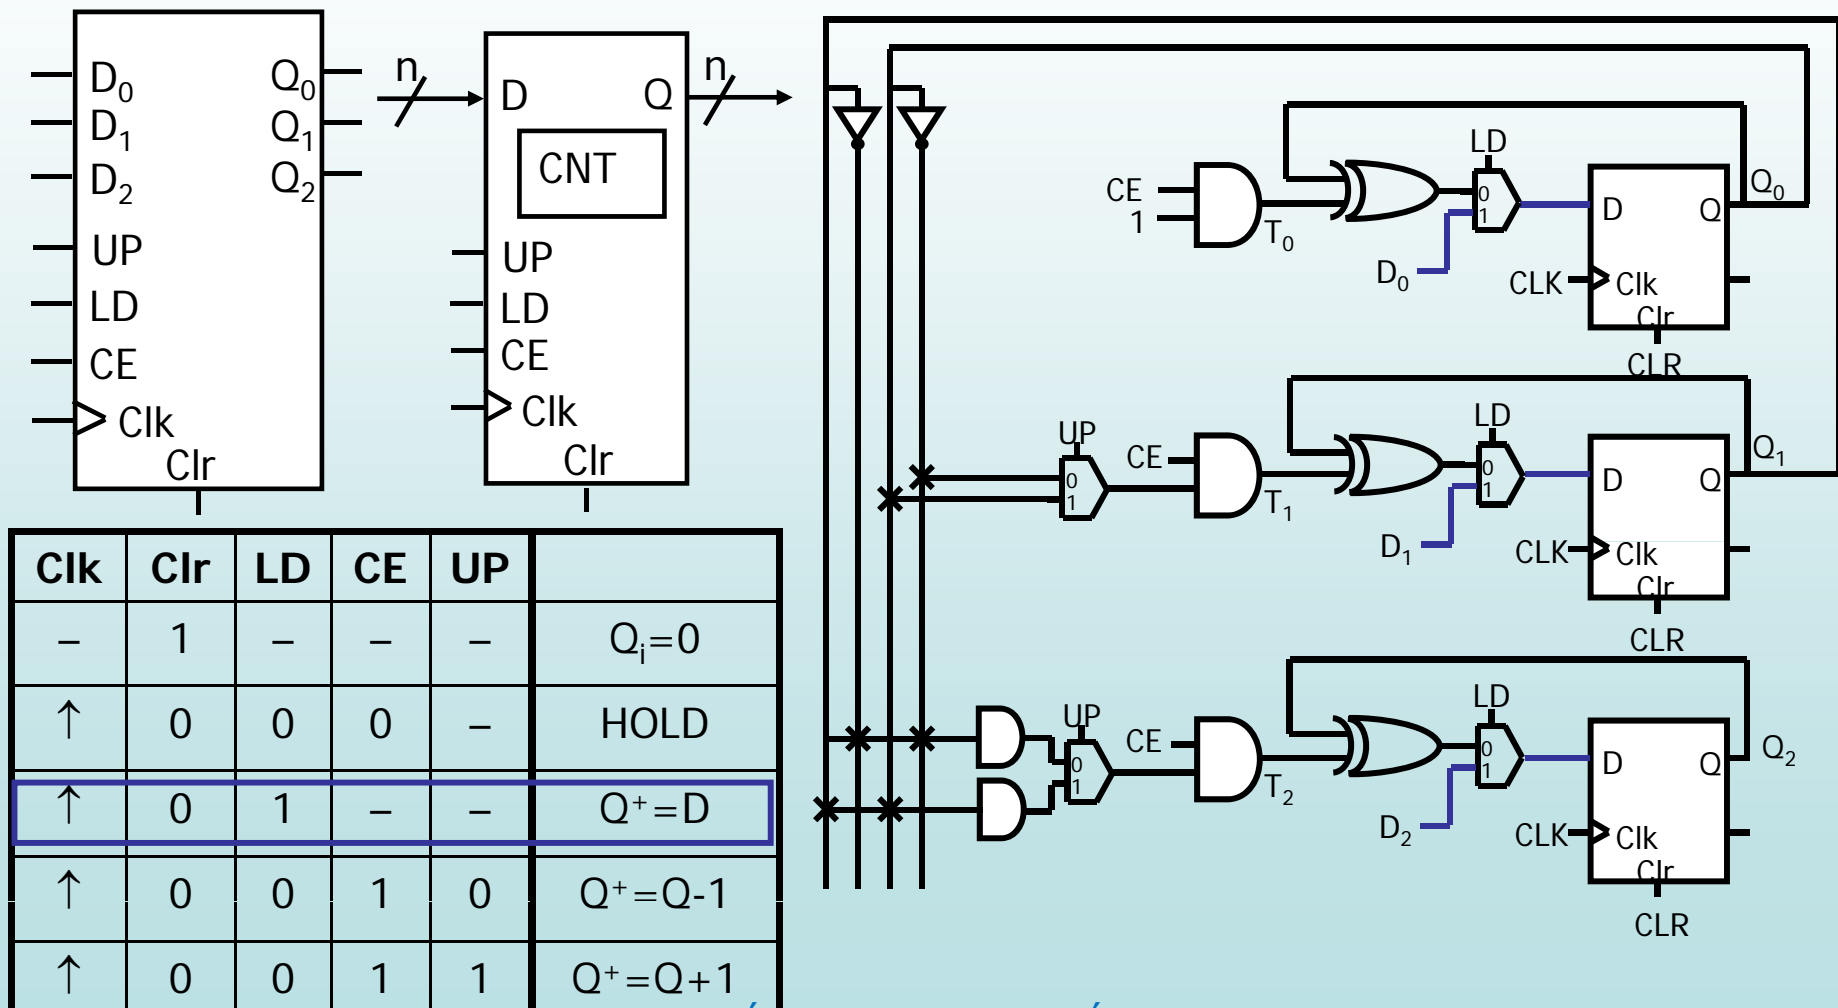 D0 Q0
D1 Q1
D2 Q2
UP
LD
CE
Clk
Clr
n n
D Q
CNT
UP
LD
CE
Clk
Clr
Clk Clr LD CE UP
– 1 – – – Qi=0
↑ 0 0 0 – HOLD
↑ 0 1 – – Q+=D
↑ 0 0 1 0 Q+=Q-1
↑ 0 0 1 1 Q+=Q+1
LD
CE
1
T0
0
1
D0
D Q
Q0
CLK
Clk
Clr
CLR
UP
0
1
CE
T1
LD
0
1
D1
D Q
Q1
CLK
Clk
Clr
CLR
UP
0
1
CE
T2
LD
0
1
D2
D Q
Q2
CLK
Clk
Clr
CLR